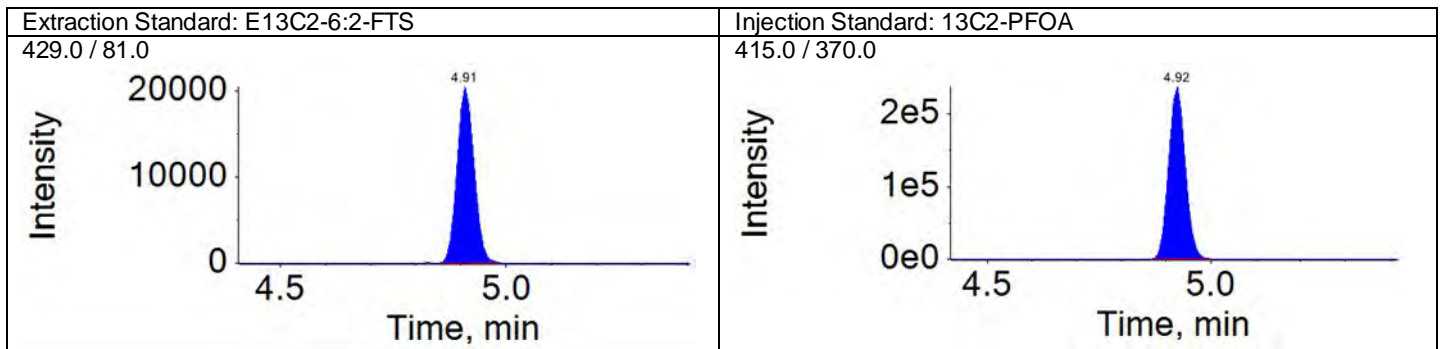 Extraction Standard: E13C2-6:2-FTS
429.0 / 81.0
4.91
20000
10000
0
Intensity
4.5 5.0
Time, min
Injection Standard: 13C2-PFOA
415.0 / 370.0
4.92
2e5
1e5
0e0
Intensity
4.5 5.0
Time, min